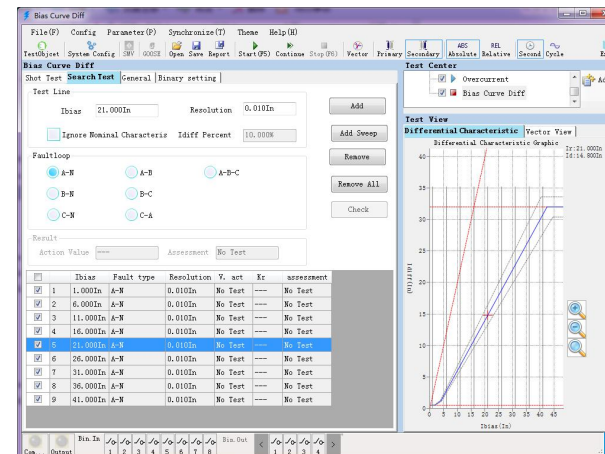 Bias Curve Diff
File(F) Config Parameter(P) Synchronize(T) Theme Help(H)
TestObject System Config SMV GOOSE Open Save Report Start(F5) Continue Stop(F6) Vector Primary Secondary ABS Absolute REL Relative Second Cycle
Bias Curve Diff
Shot Test Search Test General Binary setting
Test Line
Ibias 21.000In Resolution 0.010In
Ignore Nominal Characteris Idiff Percent 10.000%
Add
Add Sweep
Remove
Remove All
Check
Faultloop
A-N A-B A-B-C
B-N B-C
C-N C-A
Result
Action Value --- Assessment No Test
Ibias Fault type Resolution V. act Kr assessment
1 1.000In A-N 0.010In No Test --- No Test
2 6.000In A-N 0.010In No Test --- No Test
3 11.000In A-N 0.010In No Test --- No Test
4 16.000In A-N 0.010In No Test --- No Test
5 21.000In A-N 0.010In No Test --- No Test
6 26.000In A-N 0.010In No Test --- No Test
7 31.000In A-N 0.010In No Test --- No Test
8 36.000In A-N 0.010In No Test --- No Test
9 41.000In A-N 0.010In No Test --- No Test
Test Center
Overcurrent
Bias Curve Diff
Test View
Differential Characteristic Vector View
Differential Characteristic Graphic
Ir:21.000In
Id:14.800In
40
35
30
25
20
15
10
5
0
Idiff(In)
0 5 10 15 20 25 30 35 40 45
Ibias(In)
Com... Output Bin. In 1 2 3 4 5 6 7 8 Bin. Out < 1 2 3 4 >